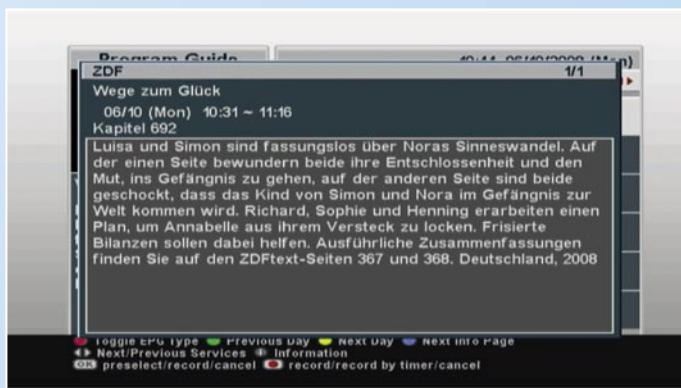 Program Guide
ZDF 1/1
Wege zum Glück
06/10 (Mon) 10:31 ~ 11:16
Kapitel 692
Luisa und Simon sind fassungslos über Noras Sinneswandel. Auf
der einen Seite bewundern beide ihre Entschlossenheit und den
Mut, ins Gefängnis zu gehen, auf der anderen Seite sind beide
geschockt, dass das Kind von Simon und Nora im Gefängnis zur
Welt kommen wird. Richard, Sophie und Henning erarbeiten einen
Plan, um Annabelle aus ihrem Versteck zu locken. Frisierte
Bilanzen sollen dabei helfen. Ausführliche Zusammenfassungen
finden Sie auf den ZDFtext-Seiten 367 und 368. Deutschland, 2008
Toggle EPG Type Previous Day Next Day Next Info Page
Next/Previous Services Information
OK preselect/record/cancel record/record by timer/cancel